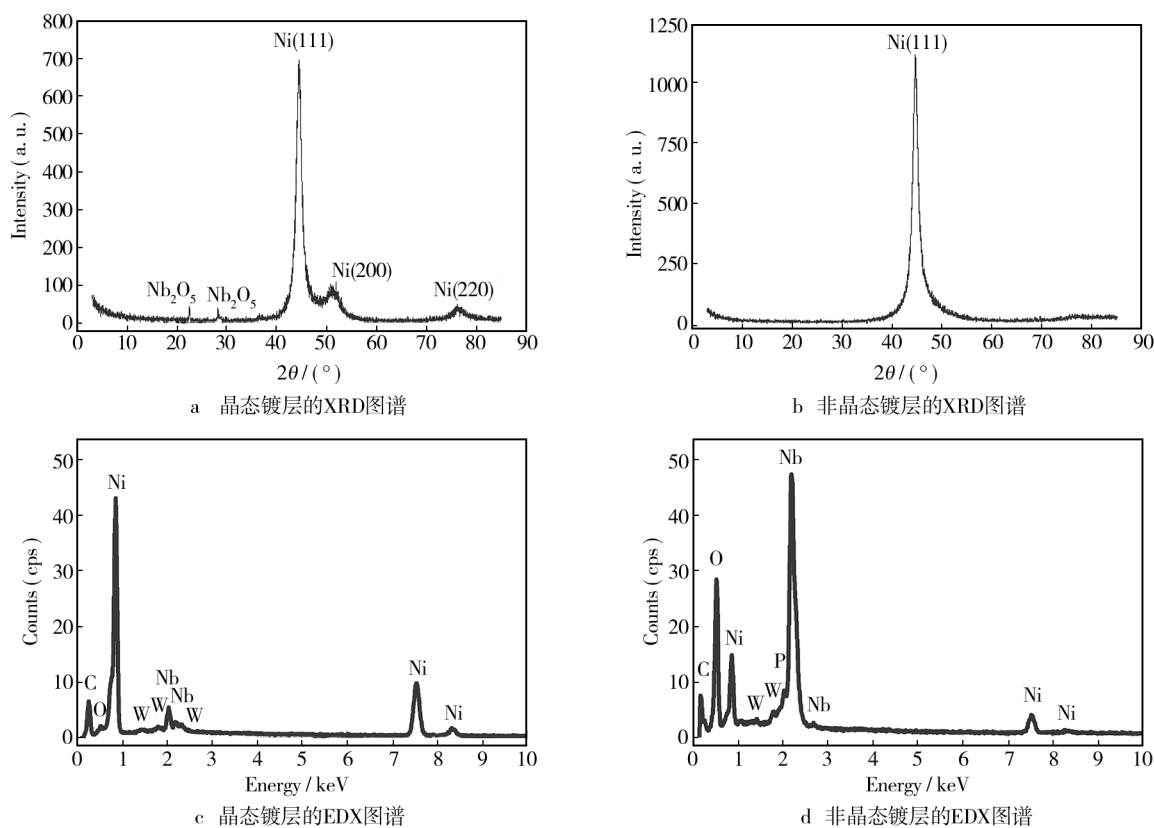 800
700
600
500
400
300
200
100
0
Intensity ( a. u. )
Ni(111)
Nb2O5
Nb2O5
Ni(200)
Ni(220)
0 10 20 30 40 50 60 70 80 90
2θ / ( ° )
a 晶态镀层的XRD图谱
1250
1000
750
500
250
0
Intensity ( a. u. )
Ni(111)
0 10 20 30 40 50 60 70 80 90
2θ / ( ° )
b 非晶态镀层的XRD图谱
50
40
30
20
10
0
Counts ( cps )
Ni
C
O
W
W
Nb
Nb
W
Ni
Ni
0 1 2 3 4 5 6 7 8 9 10
Energy / keV
c 晶态镀层的EDX图谱
50
40
30
20
10
0
Counts ( cps )
Nb
O
Ni
C
P
W
W
Nb
Ni
Ni
0 1 2 3 4 5 6 7 8 9 10
Energy / keV
d 非晶态镀层的EDX图谱